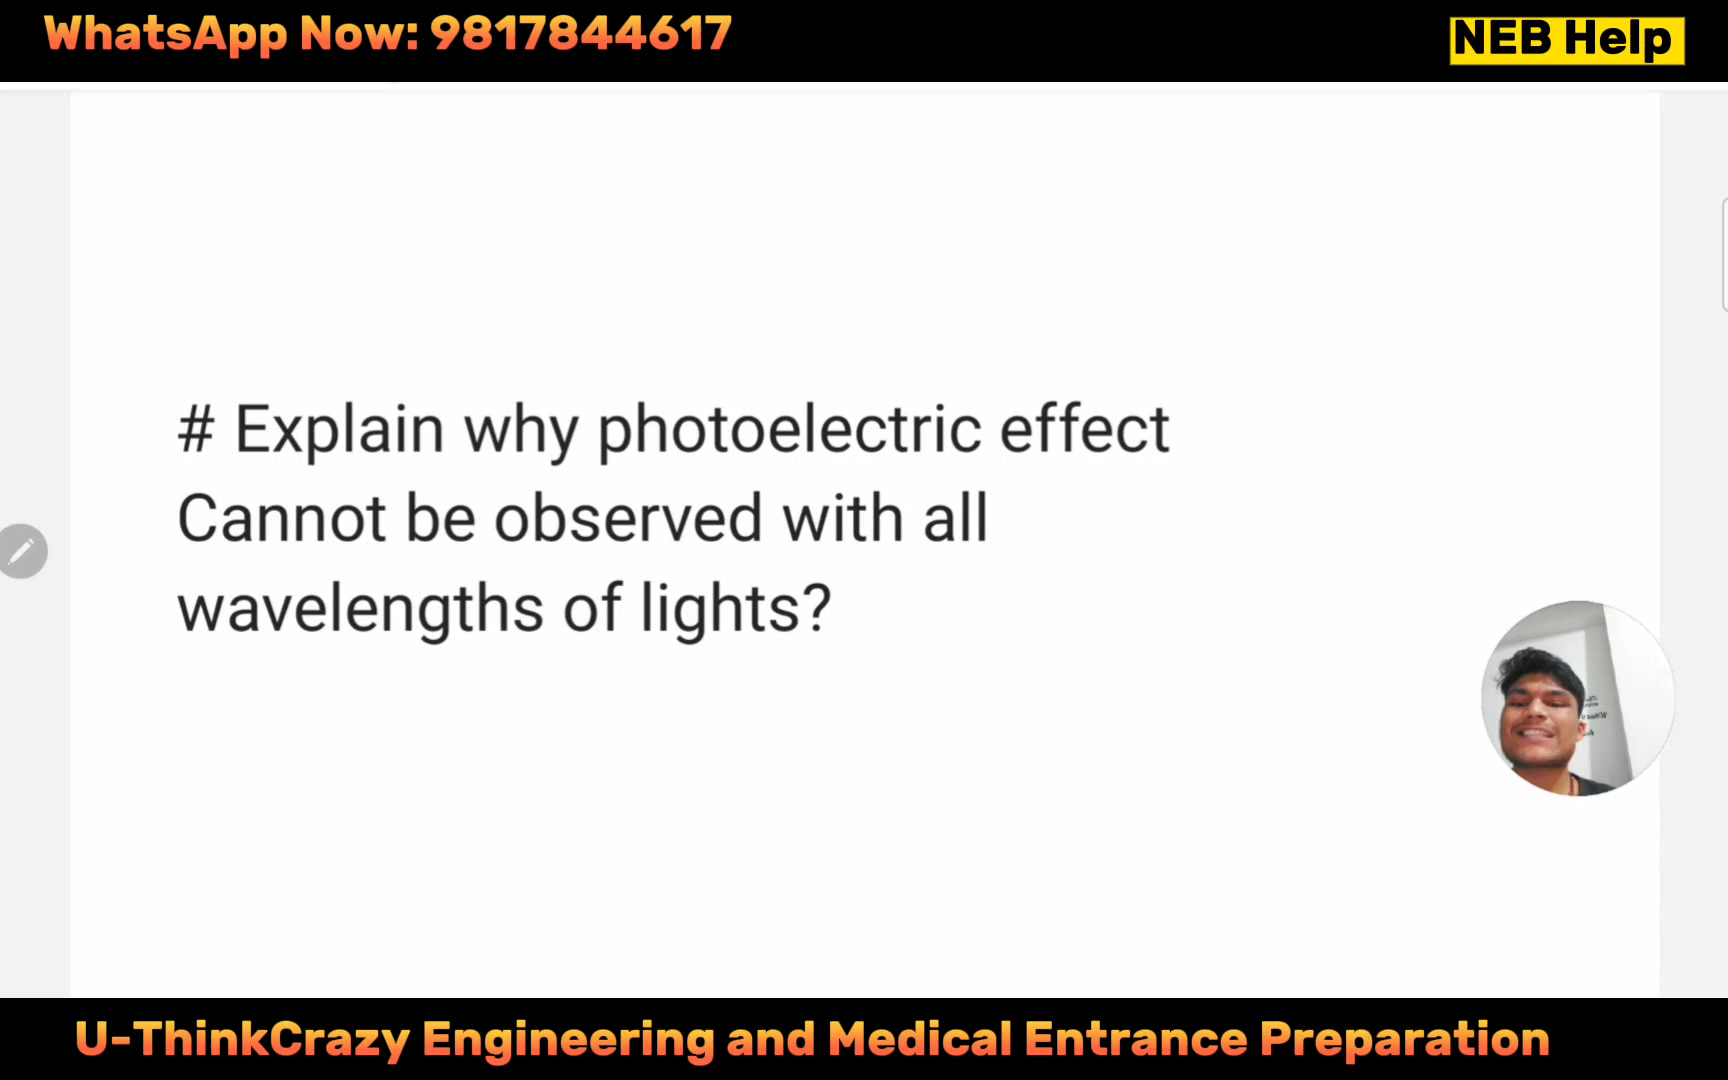 WhatsApp Now: 9817844617
NEB Help
# Explain why photoelectric effect
Cannot be observed with all
wavelengths of lights?
U-ThinkCrazy Engineering and Medical Entrance Preparation